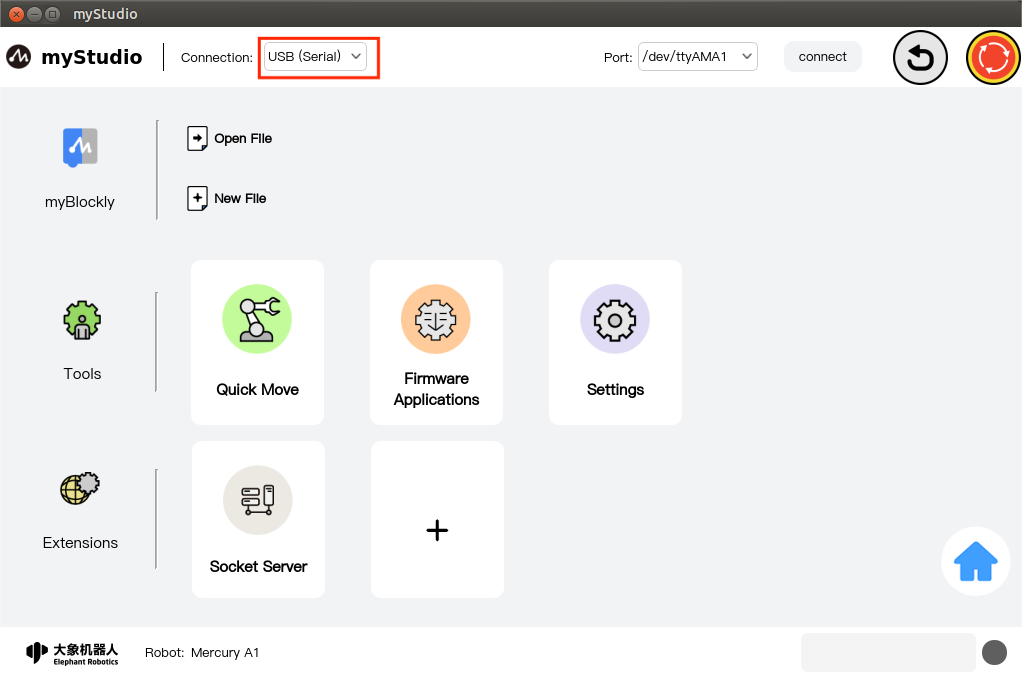 myStudio
myStudio
Connection: USB (Serial)
Port: /dev/ttyAMA1
connect
myBlockly
Open File
New File
Tools
Quick Move
Firmware
Applications
Settings
Extensions
Socket Server
大象机器人
Elephant Robotics
Robot: Mercury A1